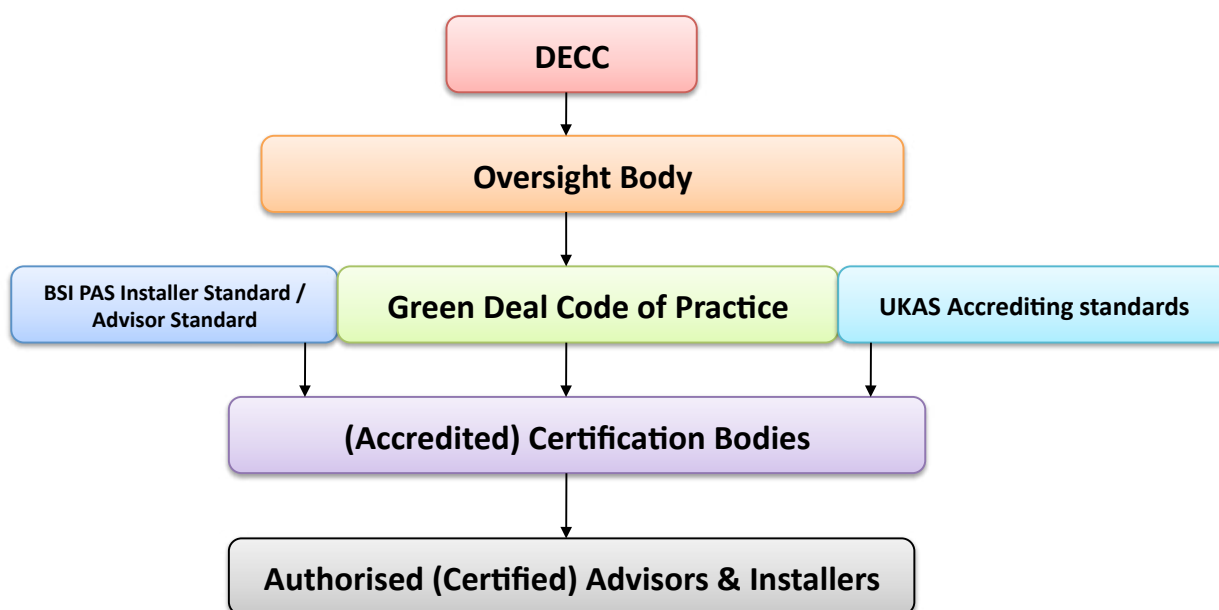 DECC
Oversight Body
BSI PAS Installer Standard /
Advisor Standard
Green Deal Code of Practice
UKAS Accrediting standards
(Accredited) Certification Bodies
Authorised (Certified) Advisors & Installers